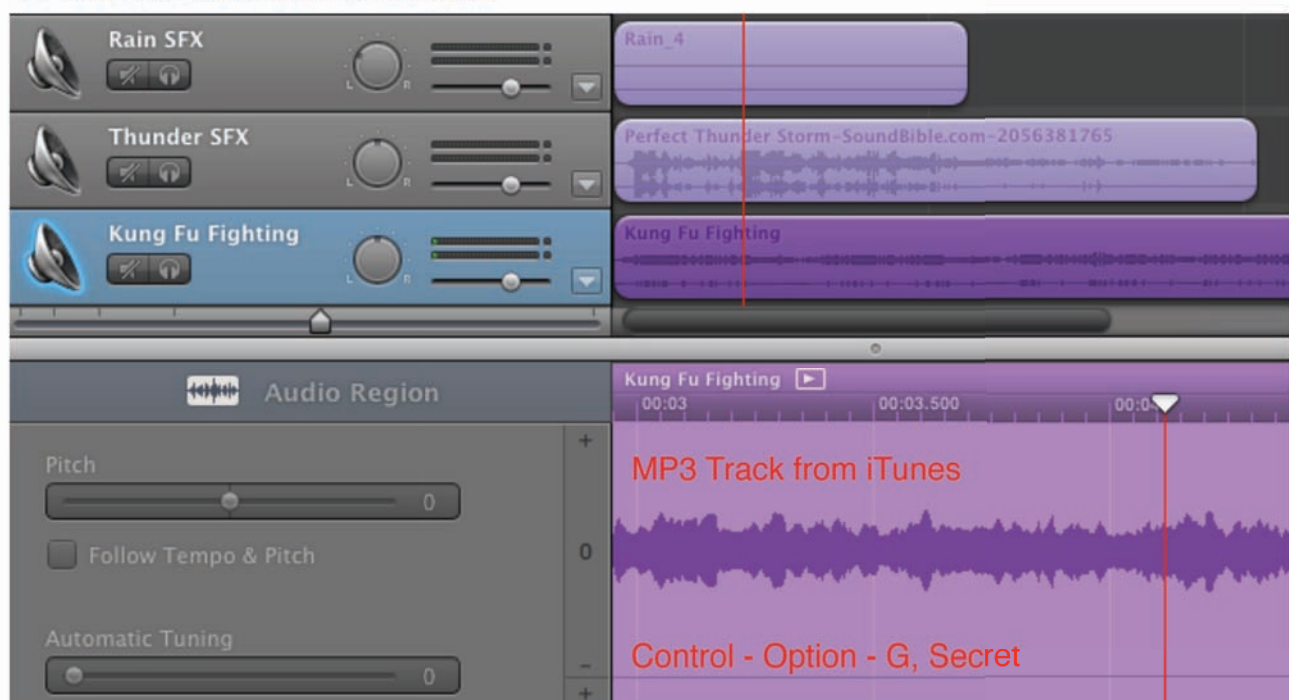 Rain SFX
L R
Rain_4
Thunder SFX
L R
Perfect Thunder Storm-SoundBible.com-2056381765
Kung Fu Fighting
L R
Kung Fu Fighting
Audio Region
Kung Fu Fighting
00:03 00:03.500
Pitch
0
Follow Tempo & Pitch
0
Automatic Tuning
0
MP3 Track from iTunes
Control - Option - G, Secret